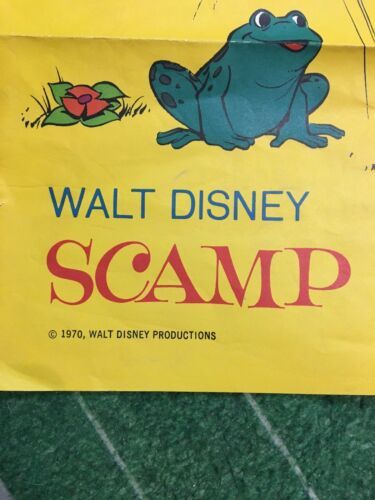 WALT DISNEY
SCAMP
© 1970, WALT DISNEY PRODUCTIONS